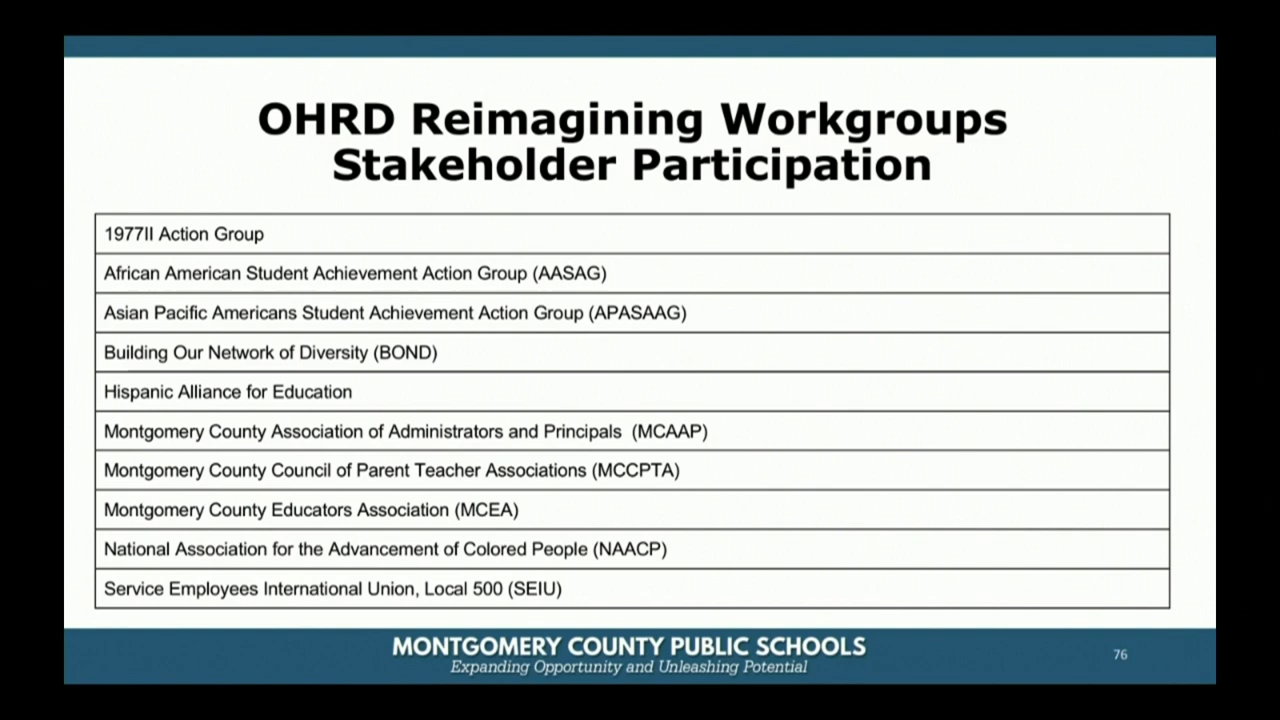 OHRD Reimagining Workgroups
Stakeholder Participation
1977II Action Group
African American Student Achievement Action Group (AASAG)
Asian Pacific Americans Student Achievement Action Group (APASAAG)
Building Our Network of Diversity (BOND)
Hispanic Alliance for Education
Montgomery County Association of Administrators and Principals (MCAAP)
Montgomery County Council of Parent Teacher Associations (MCCPTA)
Montgomery County Educators Association (MCEA)
National Association for the Advancement of Colored People (NAACP)
Service Employees International Union, Local 500 (SEIU)
MONTGOMERY COUNTY PUBLIC SCHOOLS
Expanding Opportunity and Unleashing Potential
76